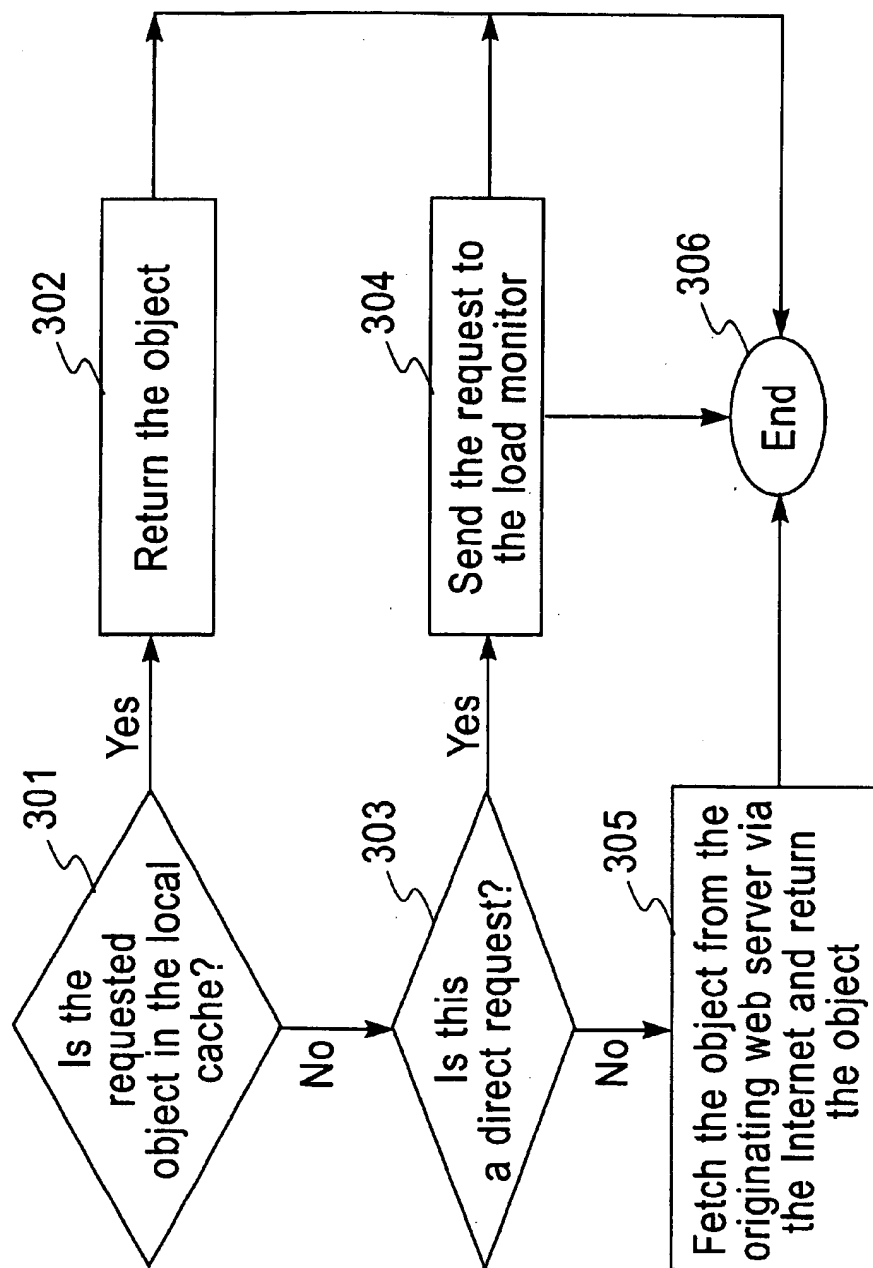 301
Is the
requested
object in the local
cache?
Yes
302
Return the object
No
303
Is this
a direct request?
Yes
304
Send the request to
the load monitor
No
305
Fetch the object from the
originating web server via
the Internet and return
the object
306
End